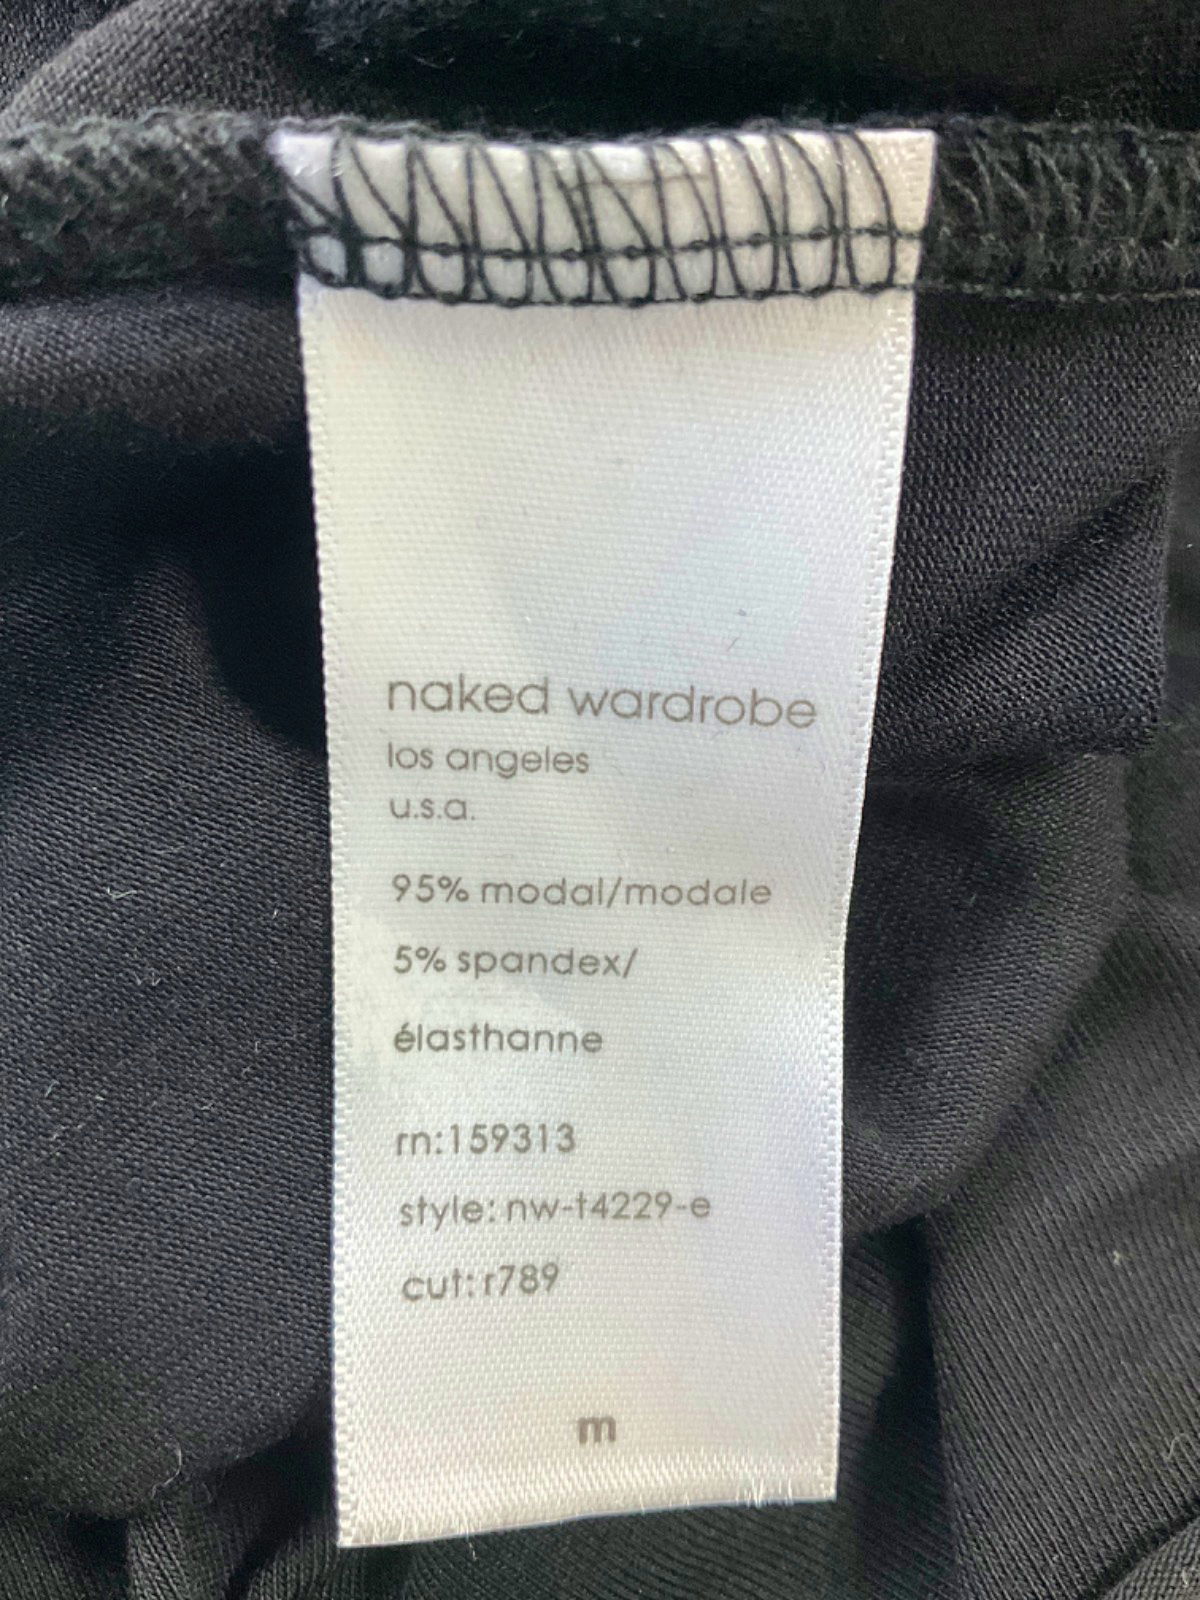 naked wardrobe
los angeles
u.s.a.
95% modal/modale
5% spandex/
élasthanne
rn:159313
style: nw-t4229-e
cut: r789
m